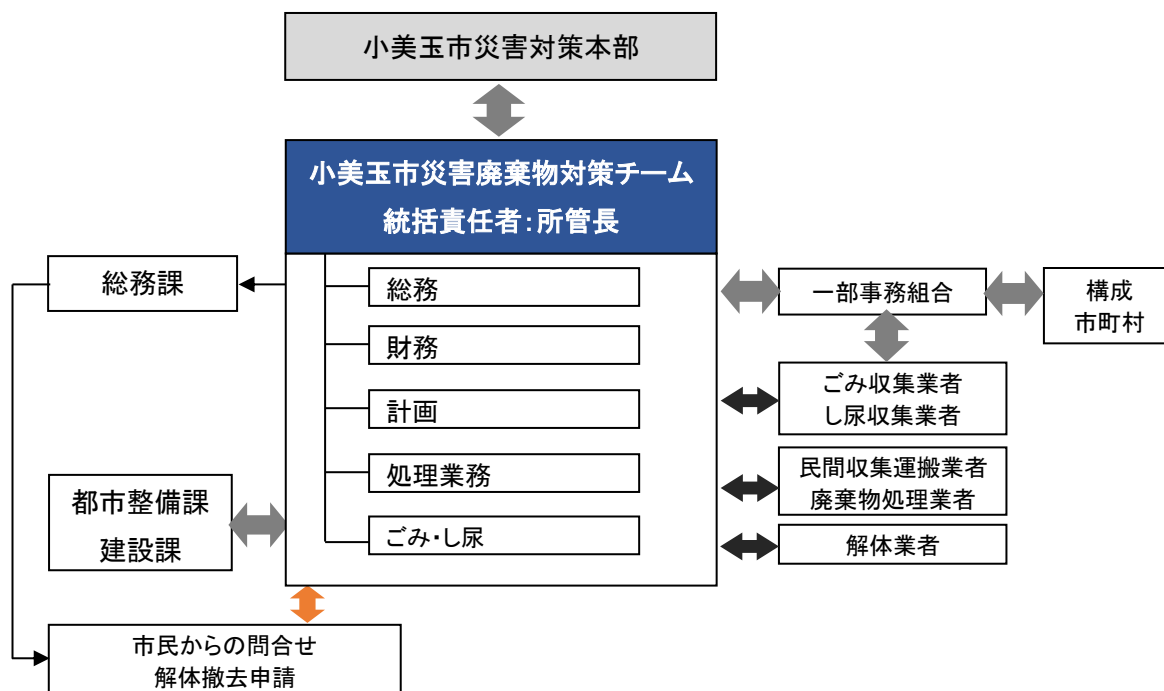 小美玉市災害対策本部
小美玉市災害廃棄物対策チーム
統括責任者：所管長
総務課
総務
財務
計画
処理業務
ごみ・し尿
都市整備課
建設課
一部事務組合
構成
市町村
ごみ収集業者
し尿収集業者
民間収集運搬業者
廃棄物処理業者
解体業者
市民からの問合せ
解体撤去申請